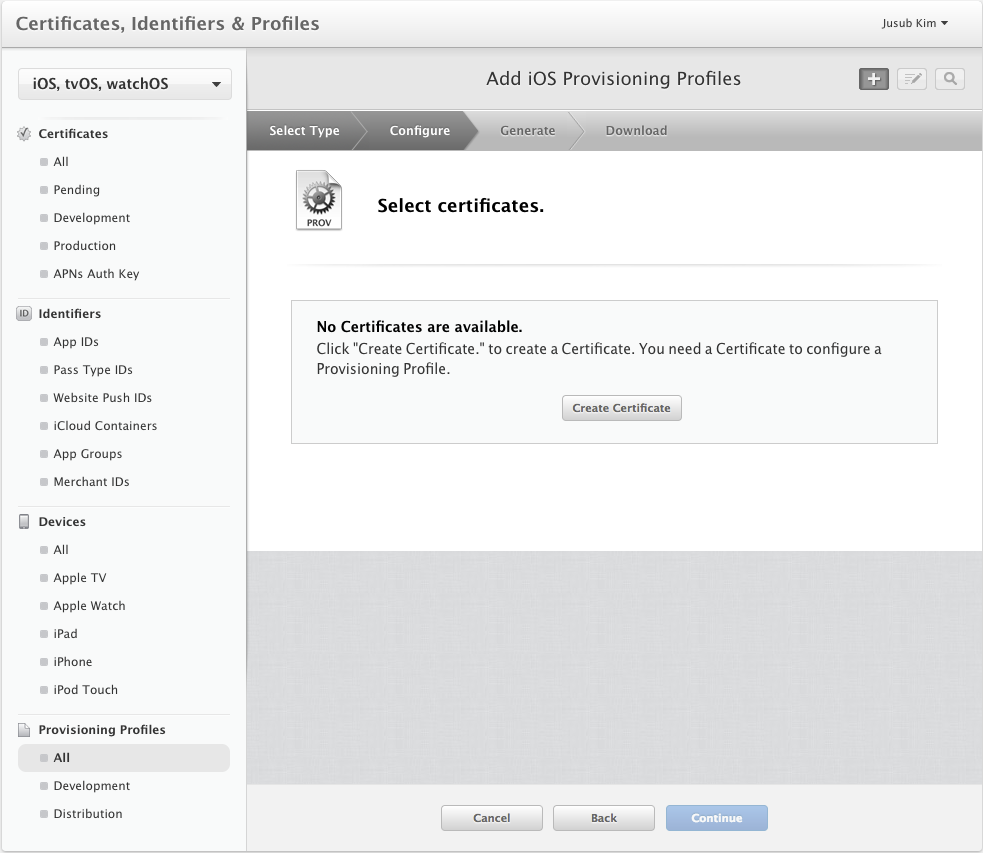 Certificates, Identifiers & Profiles
Jusub Kim
iOS, tvOS, watchOS
Certificates
All
Pending
Development
Production
APNs Auth Key
ID Identifiers
App IDs
Pass Type IDs
Website Push IDs
iCloud Containers
App Groups
Merchant IDs
Devices
All
Apple TV
Apple Watch
iPad
iPhone
iPod Touch
Provisioning Profiles
All
Development
Distribution
Add iOS Provisioning Profiles
Select Type Configure Generate Download
PROV
Select certificates.
No Certificates are available.
Click "Create Certificate." to create a Certificate. You need a Certificate to configure a
Provisioning Profile.
Create Certificate
Cancel Back Continue